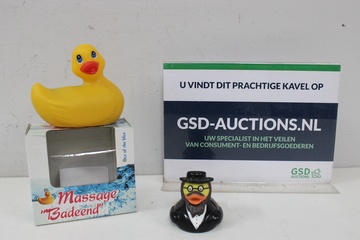 U VINDT DIT PRACHTIGE KAVEL OP
GSD-AUCTIONS.NL
UW SPECIALIST IN HET VEILEN
VAN CONSUMENT- EN BEDRIJFSGOEDEREN
GSD
AUCTIONS
Massage
"Badeend"